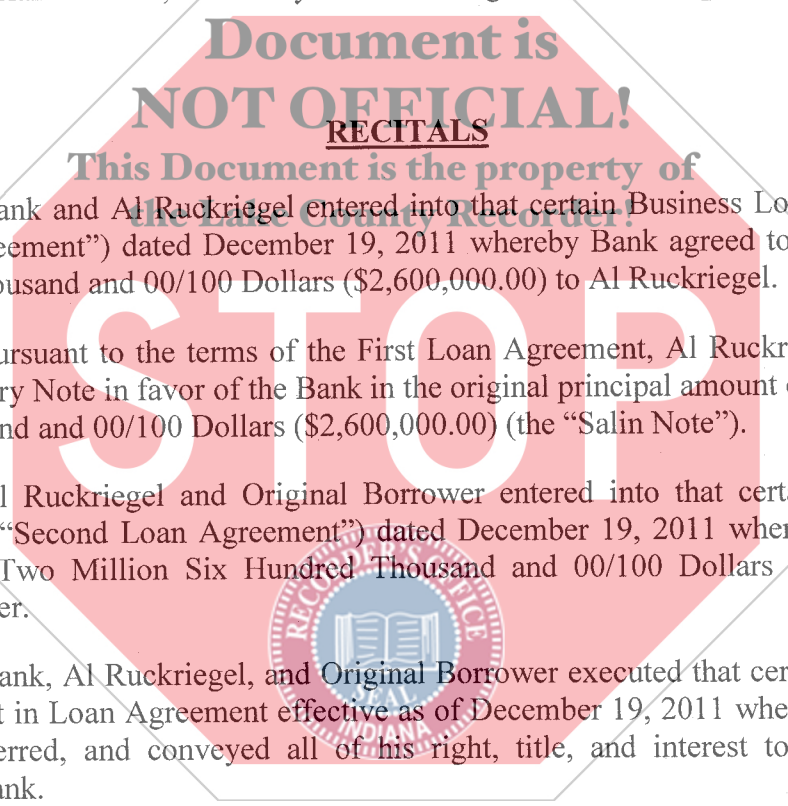 Document is
NOT OFFICIAL!
RECITALS
This Document is the property of
the Lake County Recorder!
ank and Al Ruckriegel entered into that certain Business Lo
eement”) dated December 19, 2011 whereby Bank agreed to
ousand and 00/100 Dollars ($2,600,000.00) to Al Ruckriegel.
ursuant to the terms of the First Loan Agreement, Al Ruckr
ry Note in favor of the Bank in the original principal amount
nd and 00/100 Dollars ($2,600,000.00) (the “Salin Note”).
STOP
l Ruckriegel and Original Borrower entered into that cert
“Second Loan Agreement”) dated December 19, 2011 wher
Two Million Six Hundred Thousand and 00/100 Dollars
er.
ank, Al Ruckriegel, and Original Borrower executed that cer
t in Loan Agreement effective as of December 19, 2011 whe
erred, and conveyed all of his right, title, and interest to
ank.
RECORDER'S OFFICE
SEAL
INDIANA